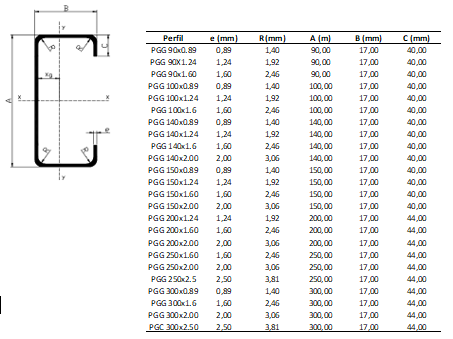 B
y
C
R
R
xg
A
x
x
e
R
R
y
Perfil e (mm) R(mm) A (m) B (mm) C (mm)
PGG 90x0.89 0,89 1,40 90,00 17,00 40,00
PGG 90X1.24 1,24 1,92 90,00 17,00 40,00
PGG 90x1.60 1,60 2,46 90,00 17,00 40,00
PGG 100x0.89 0,89 1,40 100,00 17,00 40,00
PGG 100x1.24 1,24 1,92 100,00 17,00 40,00
PGG 100x1.6 1,60 2,46 100,00 17,00 40,00
PGG 140x0.89 0,89 1,40 140,00 17,00 40,00
PGG 140x1.24 1,24 1,92 140,00 17,00 40,00
PGG 140x1.6 1,60 2,46 140,00 17,00 40,00
PGG 140x2.00 2,00 3,06 140,00 17,00 40,00
PGG 150x0.89 0,89 1,40 150,00 17,00 40,00
PGG 150x1.24 1,24 1,92 150,00 17,00 40,00
PGG 150x1.60 1,60 2,46 150,00 17,00 40,00
PGG 150x2.00 2,00 3,06 150,00 17,00 40,00
PGG 200x1.24 1,24 1,92 200,00 17,00 44,00
PGG 200x1.60 1,60 2,46 200,00 17,00 44,00
PGG 200x2.00 2,00 3,06 200,00 17,00 44,00
PGG 250x1.60 1,60 2,46 250,00 17,00 44,00
PGG 250x2.00 2,00 3,06 250,00 17,00 44,00
PGG 250x2.5 2,50 3,81 250,00 17,00 44,00
PGG 300x0.89 0,89 1,40 300,00 17,00 44,00
PGG 300x1.6 1,60 2,46 300,00 17,00 44,00
PGG 300x2.00 2,00 3,06 300,00 17,00 44,00
PGC 300x2.50 2,50 3,81 300,00 17,00 44,00